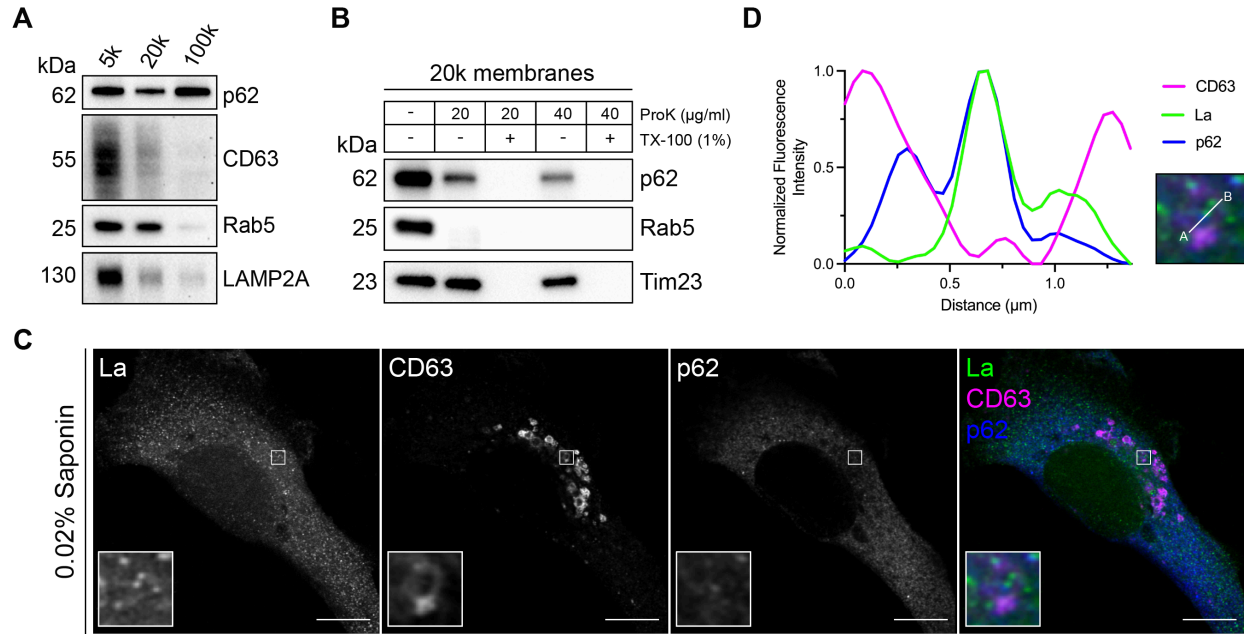 A
5k 20k 100k
kDa
62 p62
55 CD63
25 Rab5
130 LAMP2A
B
20k membranes
- 20 20 40 40 ProK (µg/ml)
- - + - + TX-100 (1%)
kDa
62 p62
25 Rab5
23 Tim23
D
Normalized Fluorescence
Intensity
1.0
0.5
0.0
0.0 0.5 1.0
Distance (µm)
CD63
La
p62
B
A
C
0.02% Saponin
La
CD63
p62
La
CD63
p62